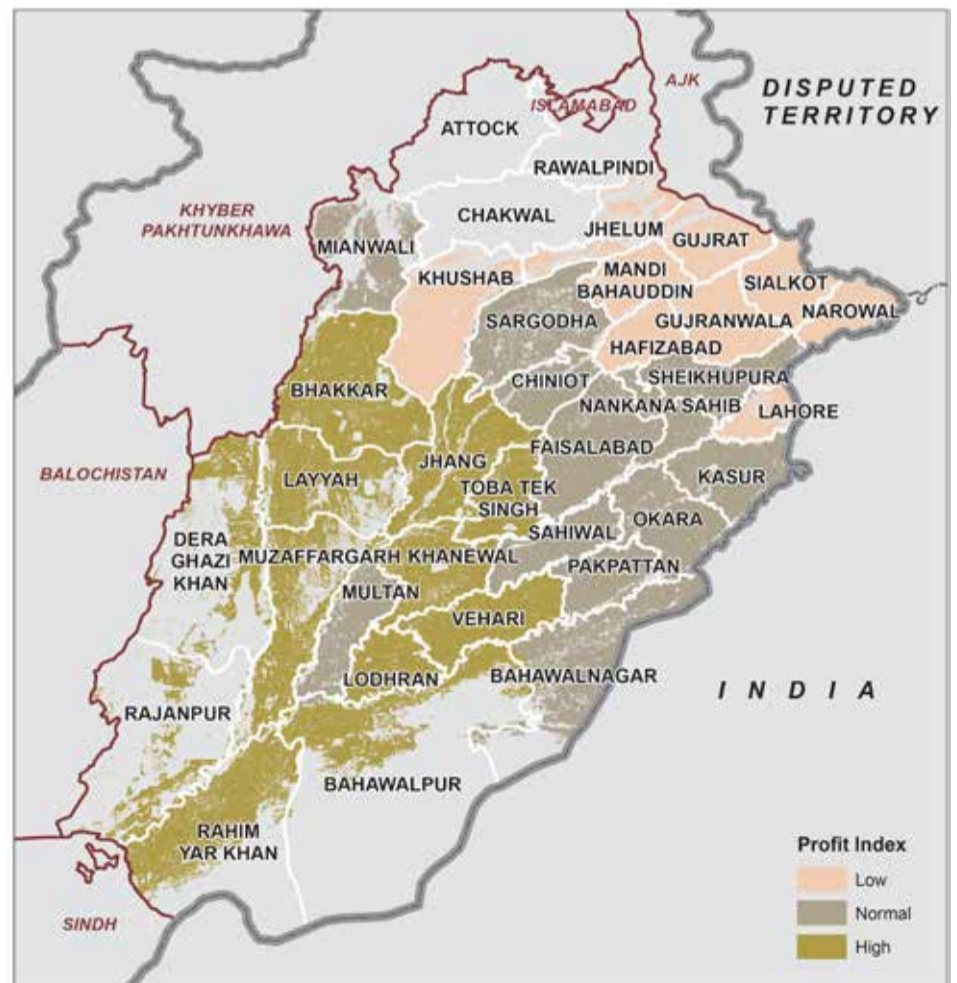 DISPUTED
TERRITORY
AJK
ISLAMABAD
ATTOCK
RAWALPINDI
KHYBER
PAKHTUNKHAWA
CHAKWAL
JHELUM
GUJRAT
MIANWALI
KHUSHAB
MANDI
BAHAUDDIN
SIALKOT
NAROWAL
SARGODHA
GUJRANWALA
HAFIZABAD
BHAKKAR
CHINIOT
SHEIKHUPURA
NANKANA SAHIB
LAHORE
FAISALABAD
BALOCHISTAN
LAYYAH
JHANG
KASUR
TOBA TEK
SINGH
OKARA
SAHIWAL
DERA
GHAZI
KHAN
MUZAFFARGARH
KHANEWAL
PAKPATTAN
MULTAN
VEHARI
LODHRAN
BAHAWALNAGAR
INDIA
RAJANPUR
BAHAWALPUR
RAHIM
YAR KHAN
SINDH
Profit Index
Low
Normal
High